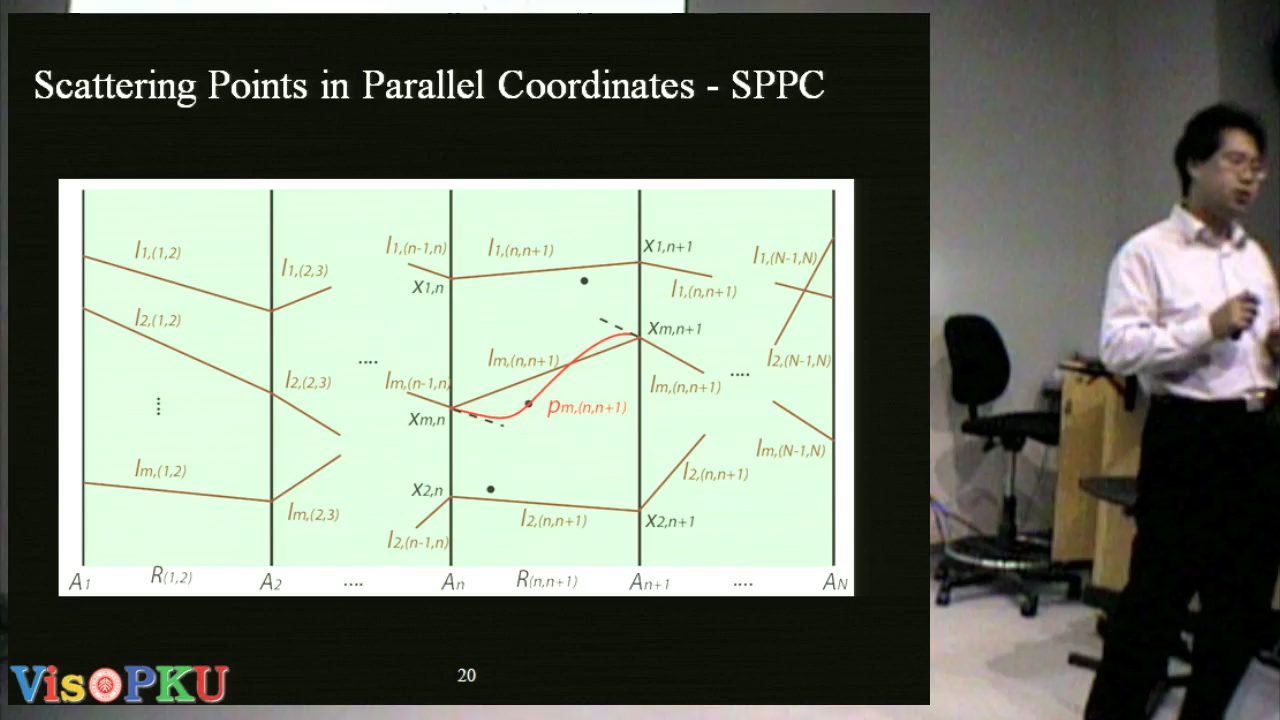 Scattering Points in Parallel Coordinates - SPPC
l1,(1,2)
l1,(2,3)
l1,(n-1,n)
l1,(n,n+1)
x1,n+1
l1,(N-1,N)
x1,n
l1,(n,n+1)
l2,(1,2)
xm,n+1
lm,(n,n+1)
l2,(N-1,N)
....
....
l2,(2,3)
lm,(n-1,n)
lm,(n,n+1)
xm,n
pm,(n,n+1)
lm,(N-1,N)
lm,(1,2)
x2,n
l2,(n,n+1)
lm,(2,3)
l2,(n,n+1)
x2,n+1
l2,(n-1,n)
A1 R(1,2) A2 .... An R(n,n+1) An+1 .... AN
VisPKU
20